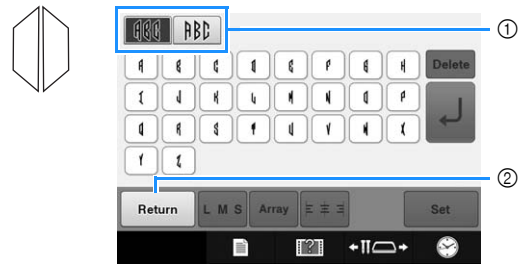 ABC ABC ①
A B C D E F G H Delete
I J K L M N O P
Q R S T U V W X
Y Z ②
Return L M S Array Set